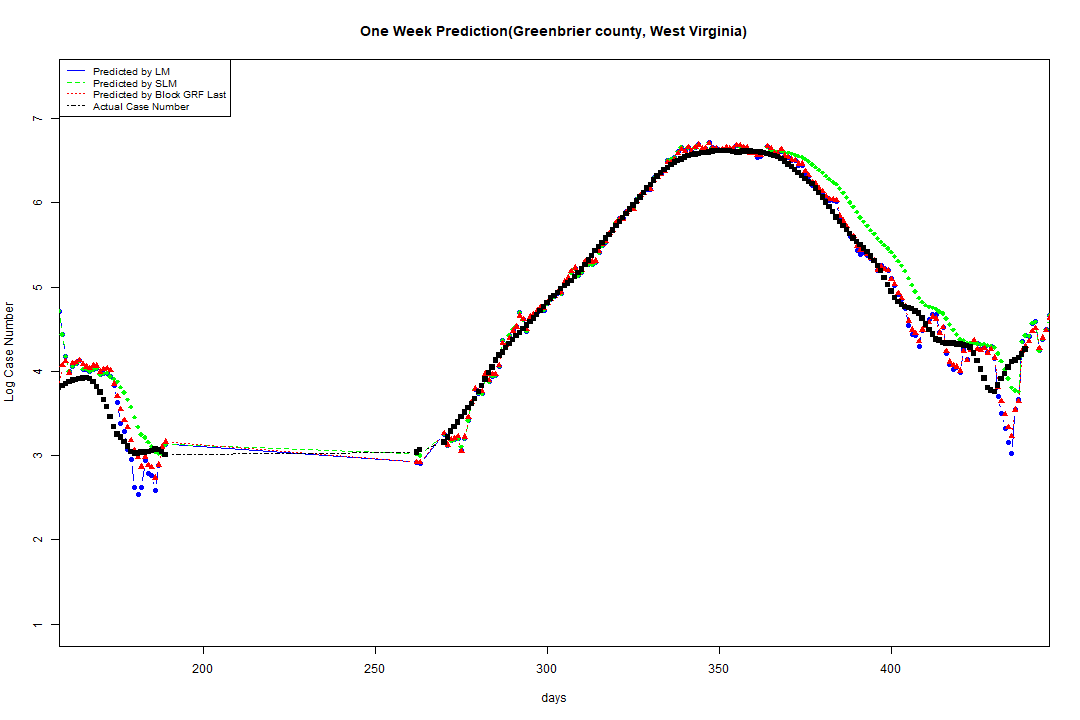 One Week Prediction(Greenbrier county, West Virginia)
Predicted by LM
Predicted by SLM
Predicted by Block GRF Last
Actual Case Number
Log Case Number
7
6
5
4
3
2
1
200 250 300 350 400
days